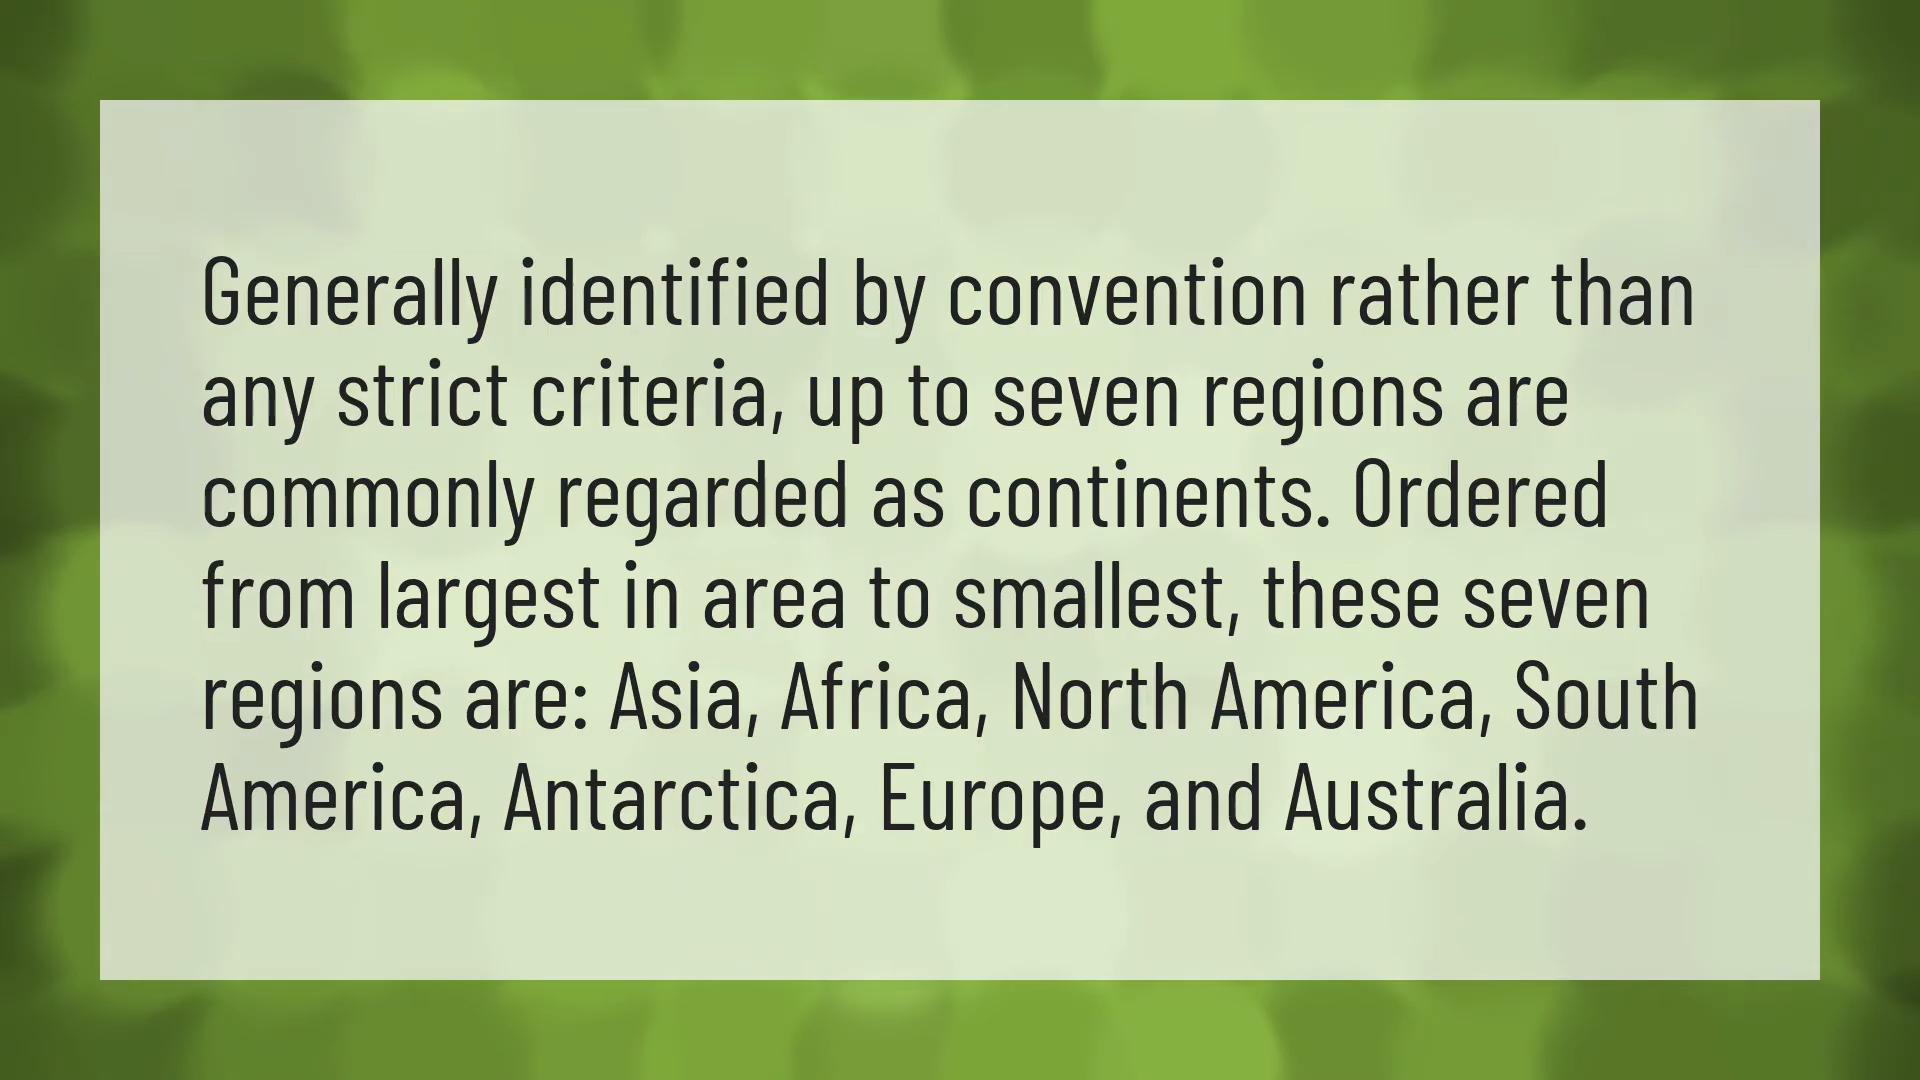 Generally identified by convention rather than
any strict criteria, up to seven regions are
commonly regarded as continents. Ordered
from largest in area to smallest, these seven
regions are: Asia, Africa, North America, South
America, Antarctica, Europe, and Australia.